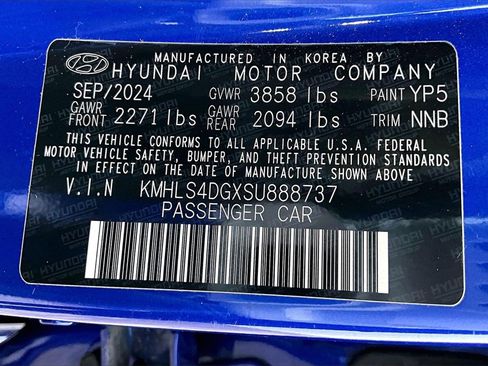 MANUFACTURED IN KOREA BY
HYUNDAI MOTOR COMPANY
SEP/2024 GVWR 3858 lbs PAINT YP5
GAWR FRONT 2271 lbs GAWR REAR 2094 lbs TRIM NNB
THIS VEHICLE CONFORMS TO ALL APPLICABLE U.S.A. FEDERAL
MOTOR VEHICLE SAFETY, BUMPER, AND THEFT PREVENTION STANDARDS
IN EFFECT ON THE DATE OF MANUFACTURE SHOWN ABOVE.
V.I.N KMHLS4DGXSU888737
PASSENGER CAR